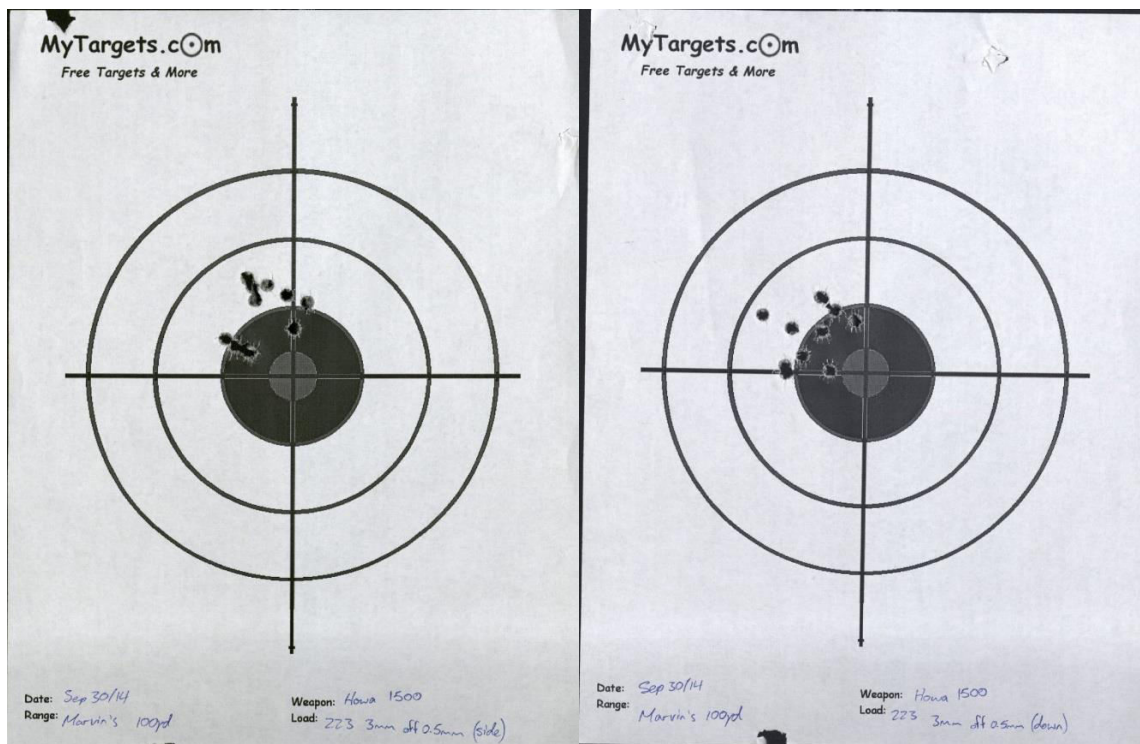 MyTargets.com
Free Targets & More
Date: Sep 30/14
Range: Marvin's 100yd
Weapon: Howa 1500
Load: 223 3mm off 0.5mm (side)
MyTargets.com
Free Targets & More
Date: Sep 30/14
Range: Marvin's 100yd
Weapon: Howa 1500
Load: 223 3mm off 0.5mm (down)